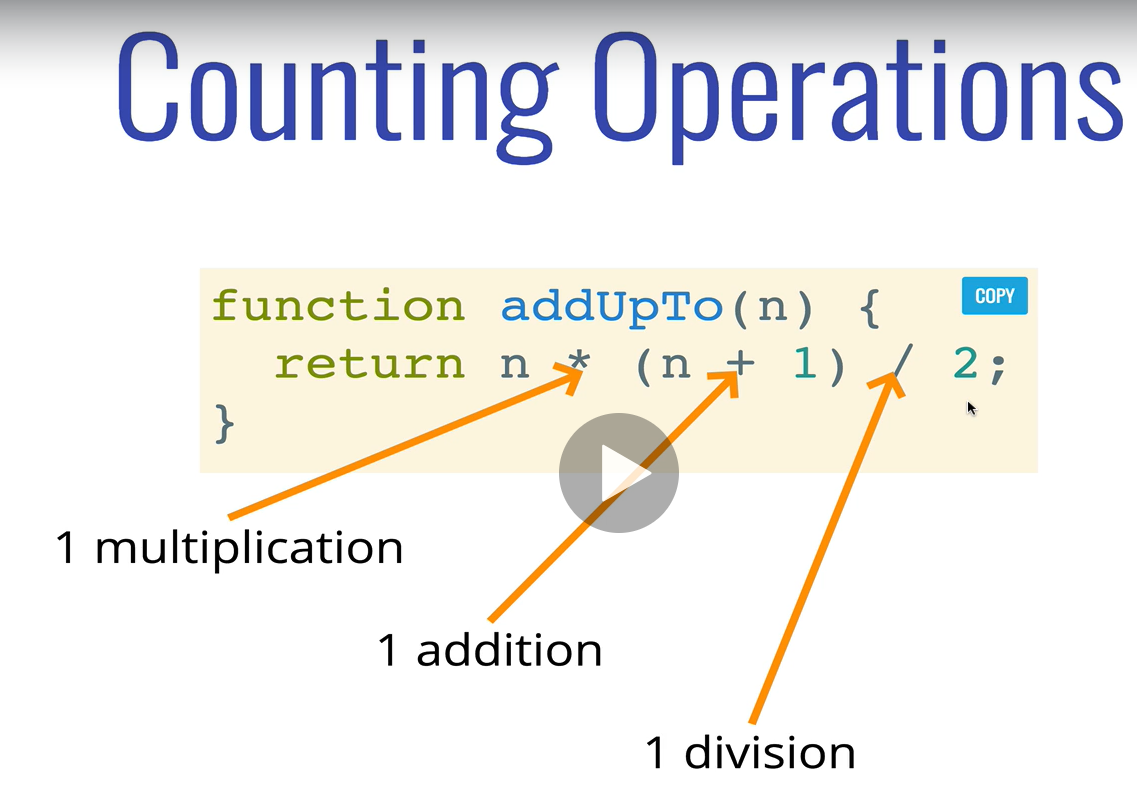 Counting Operations
COPY
function addUpTo(n) {
  return n * (n + 1) / 2;
}
1 multiplication
1 addition
1 division